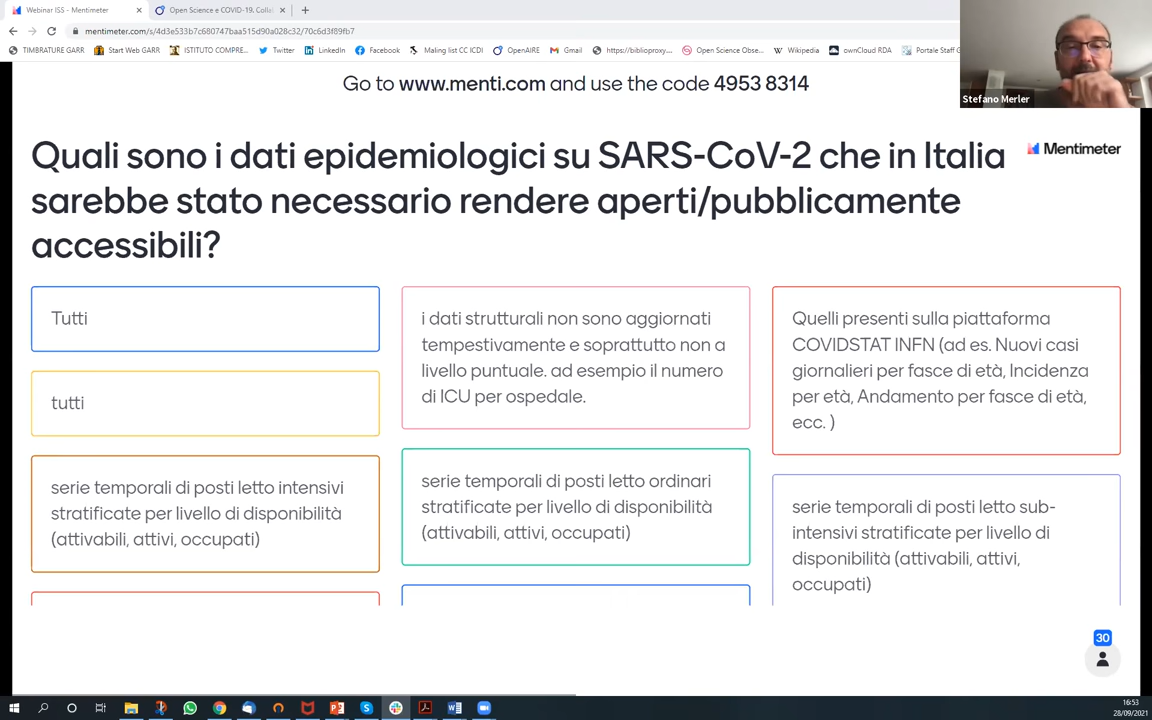 Webinar ISS - Mentimeter
Open Science e COVID-19. Colla
mentimeter.com/s/4d3e533b7c680747baa515d90a028c32/70c6d3f89fb7
TIMBRATURE GARR
Start Web GARR
ISTITUTO COMPRE...
Twitter
LinkedIn
Facebook
Maling list CC ICDI
OpenAIRE
Gmail
https://biblioproxy...
Open Science Obse...
Wikipedia
ownCloud RDA
Portale Staff G
Stefano Merler
Go to www.menti.com and use the code 4953 8314
Mentimeter
Quali sono i dati epidemiologici su SARS-CoV-2 che in Italia
sarebbe stato necessario rendere aperti/pubblicamente
accessibili?
Tutti
tutti
serie temporali di posti letto intensivi
stratificate per livello di disponibilità
(attivabili, attivi, occupati)
i dati strutturali non sono aggiornati
tempestivamente e soprattutto non a
livello puntuale. ad esempio il numero
di ICU per ospedale.
serie temporali di posti letto ordinari
stratificate per livello di disponibilità
(attivabili, attivi, occupati)
Quelli presenti sulla piattaforma
COVIDSTAT INFN (ad es. Nuovi casi
giornalieri per fasce di età, Incidenza
per età, Andamento per fasce di età,
ecc. )
serie temporali di posti letto sub-
intensivi stratificate per livello di
disponibilità (attivabili, attivi,
occupati)
30
16:53
28/09/2021